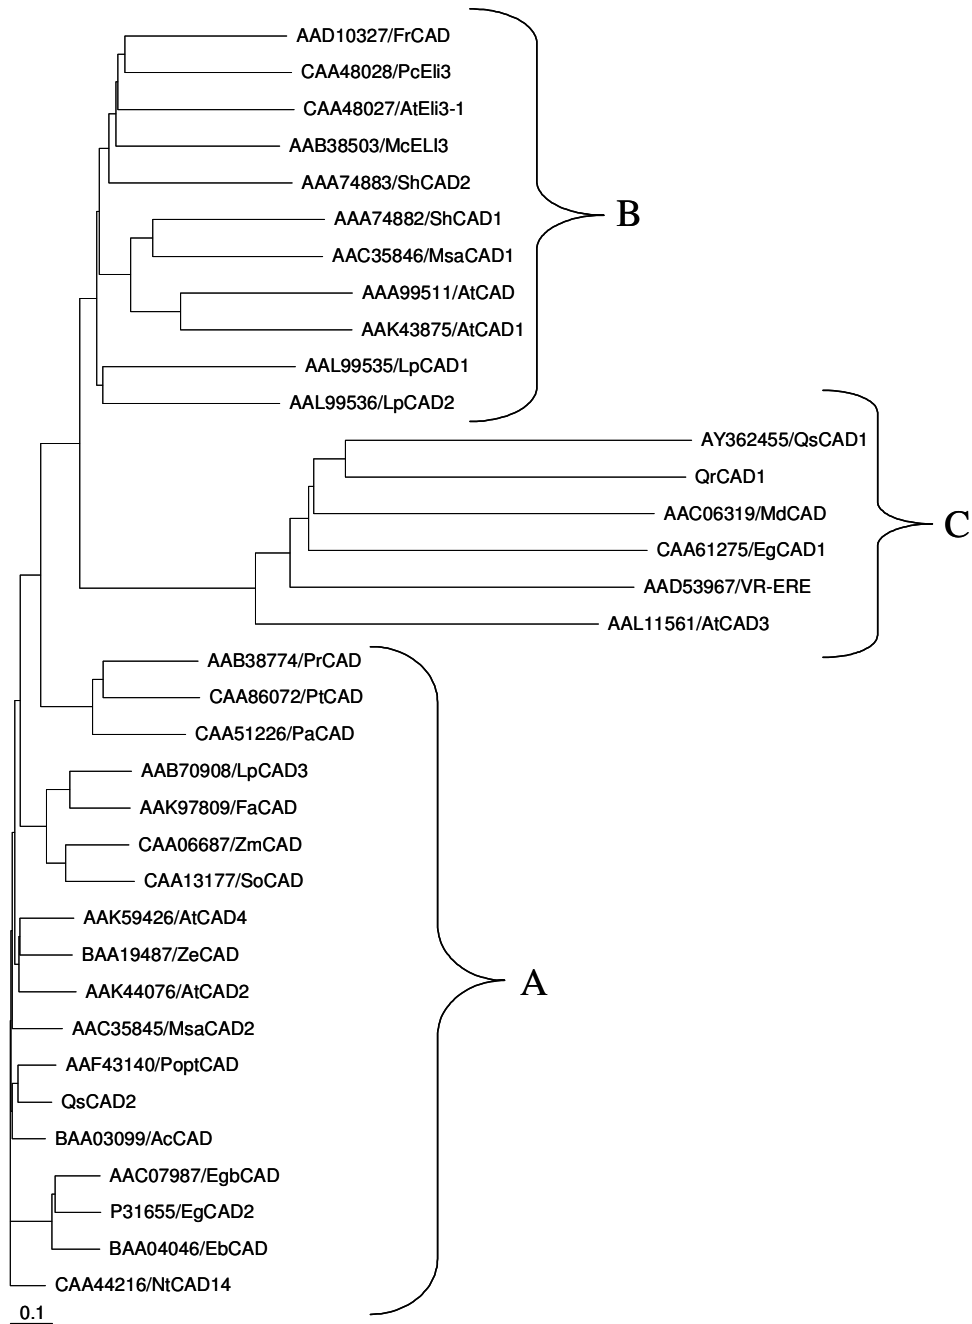 AAD10327/FrCAD
CAA48028/PcEli3
CAA48027/AtEli3-1
AAB38503/McELI3
AAA74883/ShCAD2
AAA74882/ShCAD1
B
AAC35846/MsaCAD1
AAA99511/AtCAD
AAK43875/AtCAD1
AAL99535/LpCAD1
AAL99536/LpCAD2
AY362455/QsCAD1
QrCAD1
AAC06319/MdCAD
C
CAA61275/EgCAD1
AAD53967/VR-ERE
AAL11561/AtCAD3
AAB38774/PrCAD
CAA86072/PtCAD
CAA51226/PaCAD
AAB70908/LpCAD3
AAK97809/FaCAD
CAA06687/ZmCAD
CAA13177/SoCAD
AAK59426/AtCAD4
BAA19487/ZeCAD
A
AAK44076/AtCAD2
AAC35845/MsaCAD2
AAF43140/PoptCAD
QsCAD2
BAA03099/AcCAD
AAC07987/EgbCAD
P31655/EgCAD2
BAA04046/EbCAD
CAA44216/NtCAD14
0.1